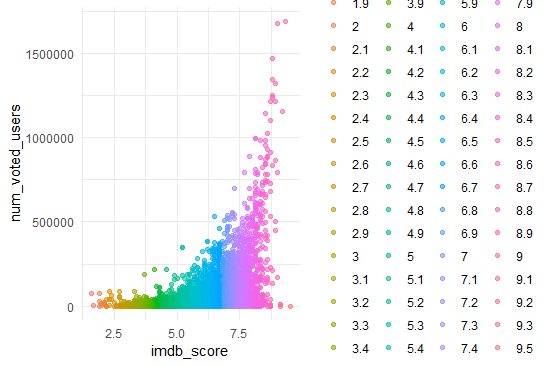 1500000
1000000
500000
0
num_voted_users
2.5 5.0 7.5
imdb_score
1.9 3.9 5.9 7.9
2 4 6 8
2.1 4.1 6.1 8.1
2.2 4.2 6.2 8.2
2.3 4.3 6.3 8.3
2.4 4.4 6.4 8.4
2.5 4.5 6.5 8.5
2.6 4.6 6.6 8.6
2.7 4.7 6.7 8.7
2.8 4.8 6.8 8.8
2.9 4.9 6.9 8.9
3 5 7 9
3.1 5.1 7.1 9.1
3.2 5.2 7.2 9.2
3.3 5.3 7.3 9.3
3.4 5.4 7.4 9.5